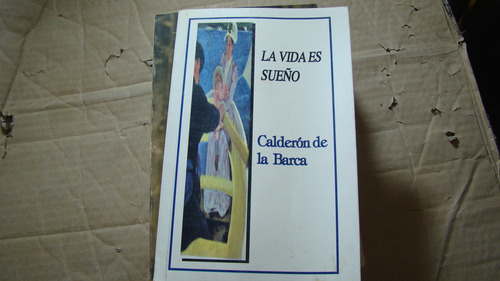 LA VIDA ES
SUEÑO
Calderón de
la Barca